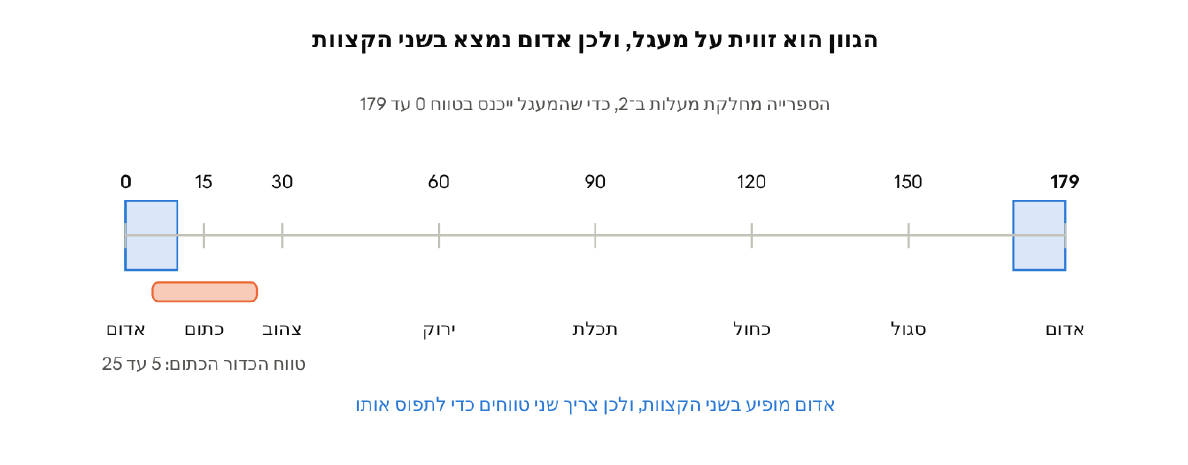 הגוון הוא זווית על מעגל, ולכן אדום נמצא בשני הקצוות
הספרייה מחלקת מעלות ב־2, כדי שהמעגל ייכנס בטווח 0 עד 179
0 15 30 60 90 120 150 179
אדום כתום צהוב ירוק תכלת כחול סגול אדום
טווח הכדור הכתום: 5 עד 25
אדום מופיע בשני הקצוות, ולכן צריך שני טווחים כדי לתפוס אותו